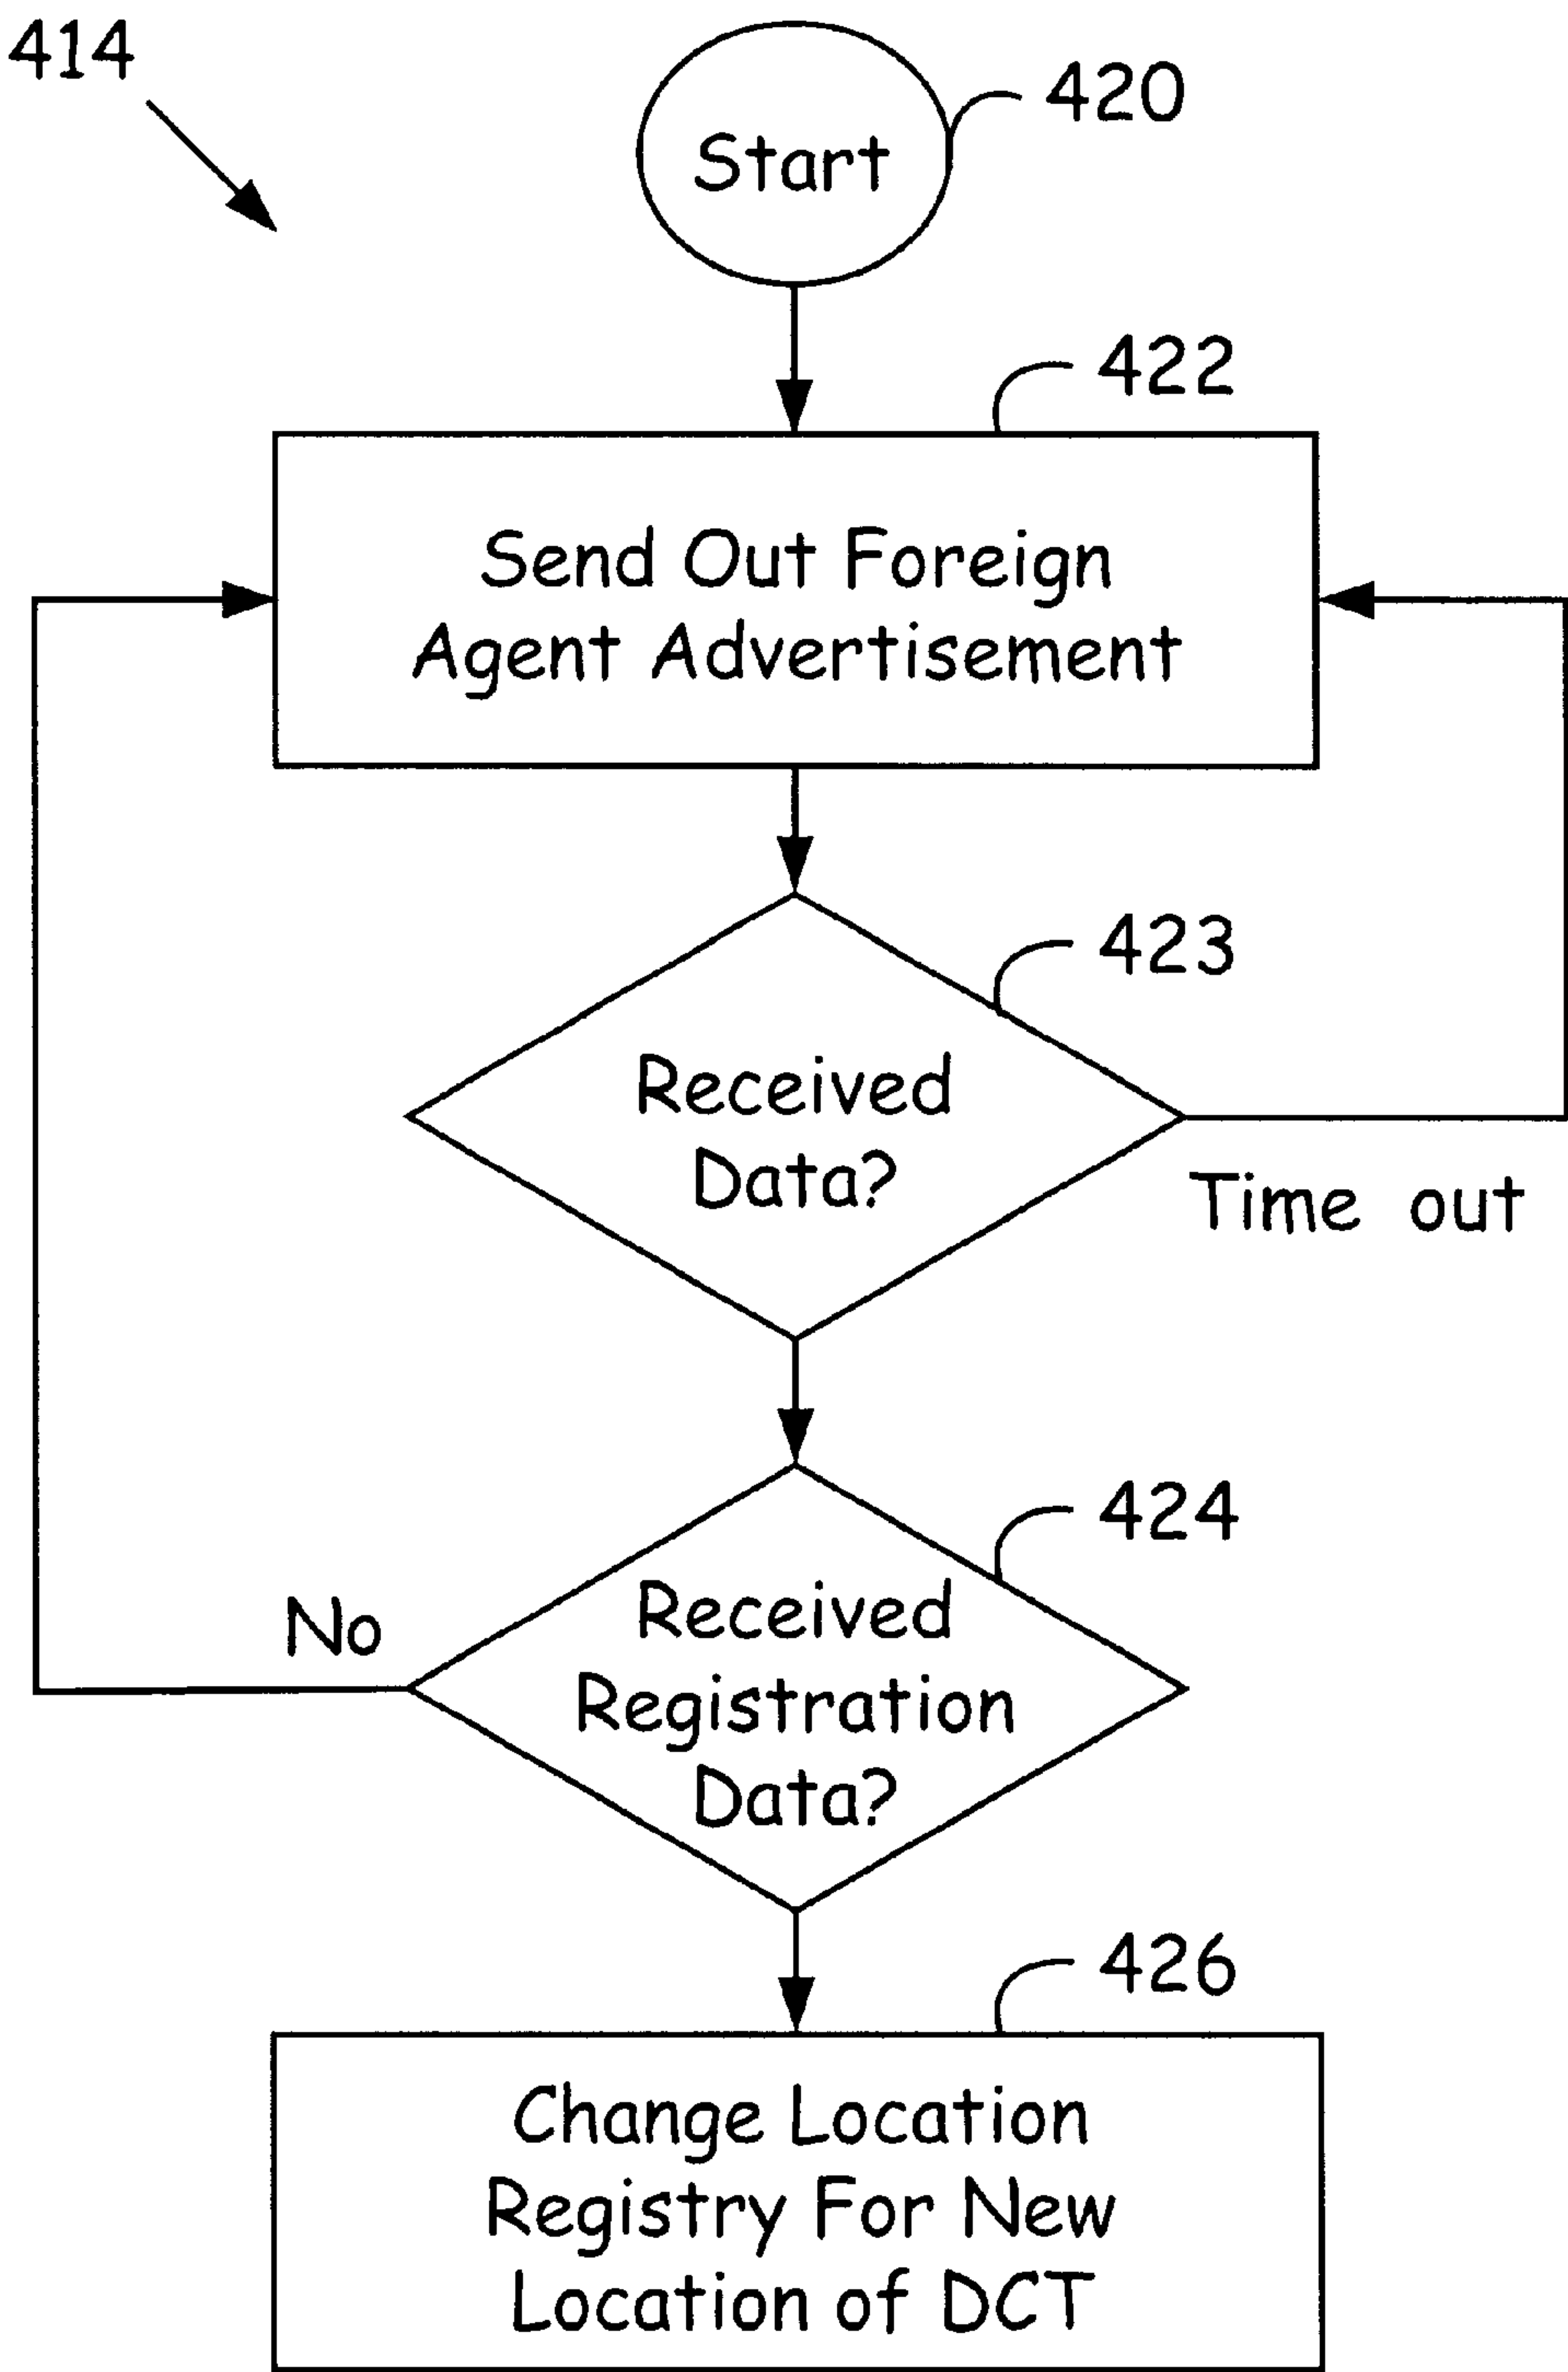 414
Start
420
422
Send Out Foreign
Agent Advertisement
423
Received
Data?
Time out
424
No
Received
Registration
Data?
426
Change Location
Registry For New
Location of DCT